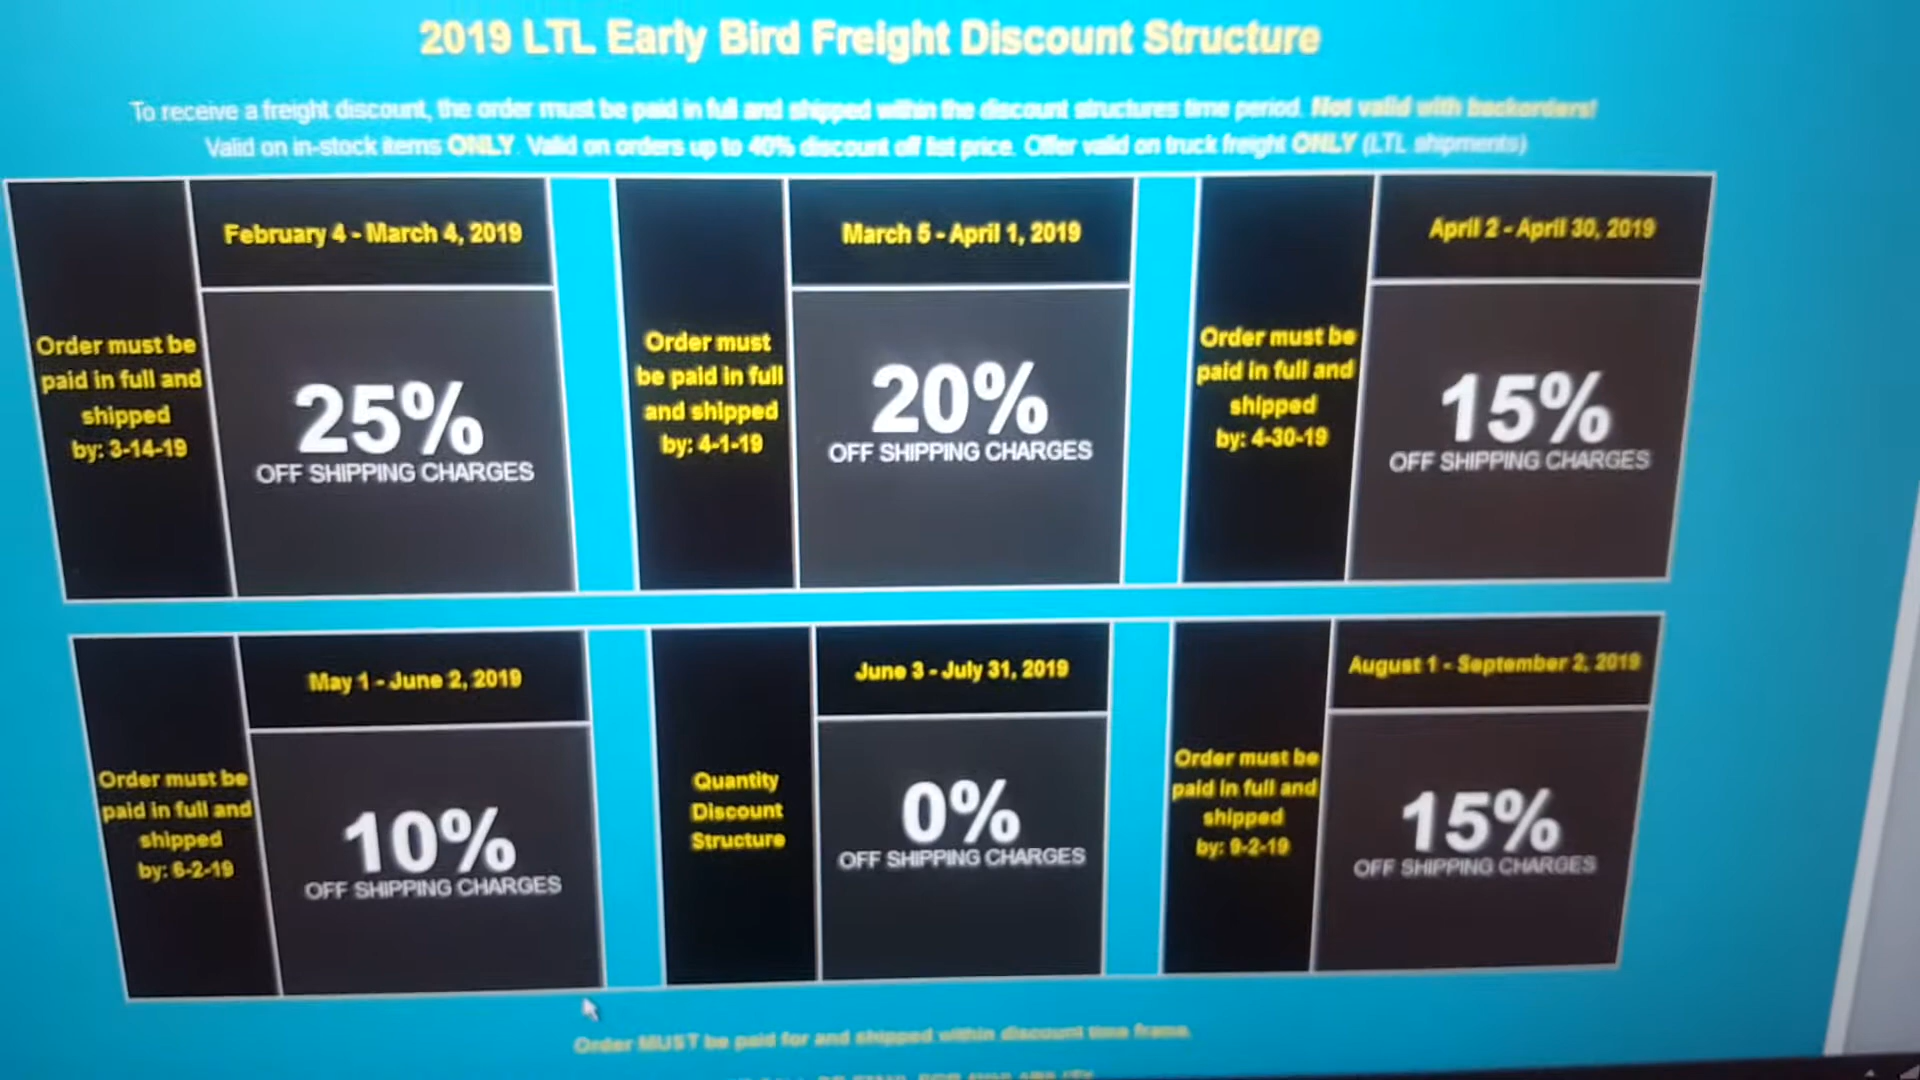 2019 LTL Early Bird Freight Discount Structure
To receive a freight discount, the order must be paid in full and shipped within the discount structures time period. Not valid with backorders!
Valid on in-stock items ONLY. Valid on orders up to 40% discount off list price. Offer valid on truck freight ONLY (LTL shipments)
Order must be
paid in full and
shipped
by: 3-14-19
February 4 - March 4, 2019
25%
OFF SHIPPING CHARGES
Order must
be paid in full
and shipped
by: 4-1-19
March 5 - April 1, 2019
20%
OFF SHIPPING CHARGES
Order must be
paid in full and
shipped
by: 4-30-19
April 2 - April 30, 2019
15%
OFF SHIPPING CHARGES
Order must be
paid in full and
shipped
by: 6-2-19
May 1 - June 2, 2019
10%
OFF SHIPPING CHARGES
Quantity
Discount
Structure
June 3 - July 31, 2019
0%
OFF SHIPPING CHARGES
Order must be
paid in full and
shipped
by: 9-2-19
August 1 - September 2, 2019
15%
OFF SHIPPING CHARGES
Order MUST be paid for and shipped within discount time frame.